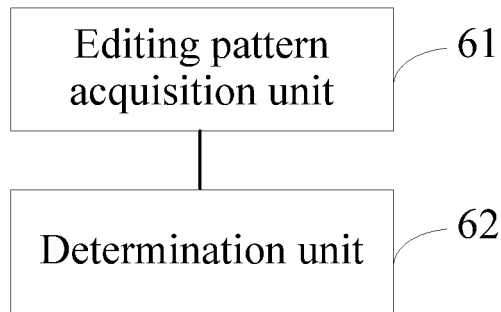 Editing pattern
acquisition unit
61
Determination unit
62